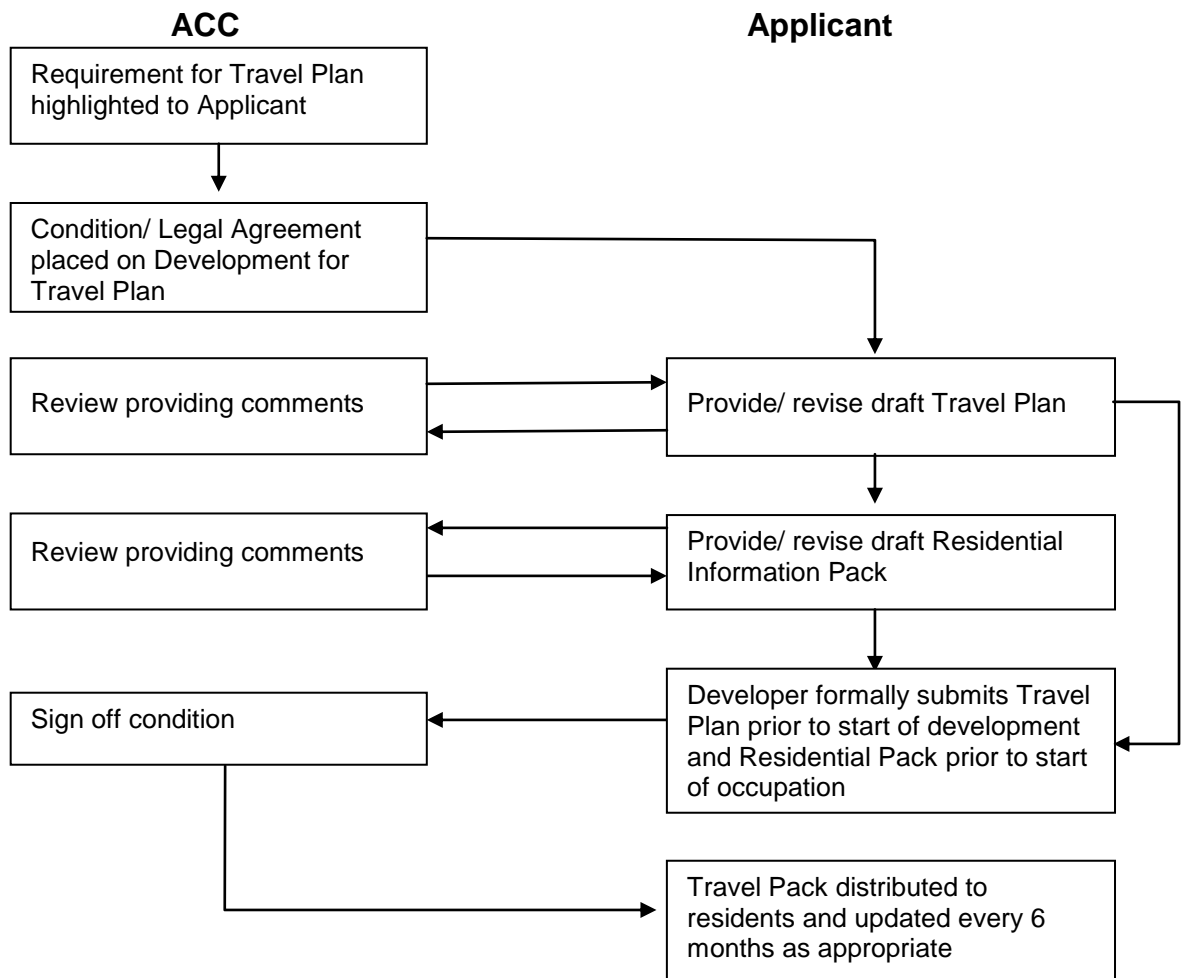 ACC
Applicant
Requirement for Travel Plan
highlighted to Applicant
Condition/ Legal Agreement
placed on Development for
Travel Plan
Review providing comments
Provide/ revise draft Travel Plan
Review providing comments
Provide/ revise draft Residential
Information Pack
Sign off condition
Developer formally submits Travel
Plan prior to start of development
and Residential Pack prior to start
of occupation
Travel Pack distributed to
residents and updated every 6
months as appropriate